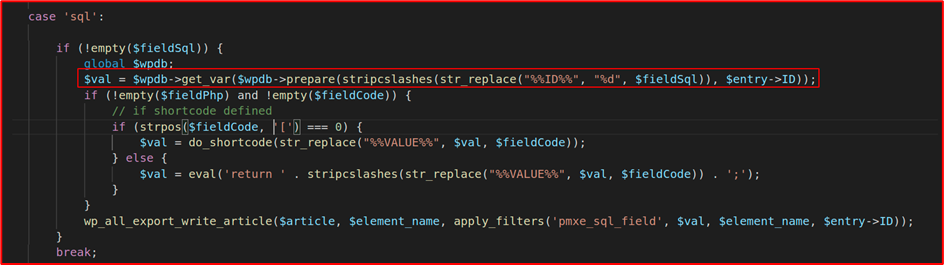 case 'sql':
if (!empty($fieldSql)) {
global $wpdb;
$val = $wpdb->get_var($wpdb->prepare(stripcslashes(str_replace("%%ID%%", "%d", $fieldSql)), $entry->ID));
if (!empty($fieldPhp) and !empty($fieldCode)) {
// if shortcode defined
if (strpos($fieldCode, '[') === 0) {
$val = do_shortcode(str_replace("%%VALUE%%", $val, $fieldCode));
} else {
$val = eval('return ' . stripcslashes(str_replace("%%VALUE%%", $val, $fieldCode)) . ';');
}
}
wp_all_export_write_article($article, $element_name, apply_filters('pmxe_sql_field', $val, $element_name, $entry->ID));
}
break;